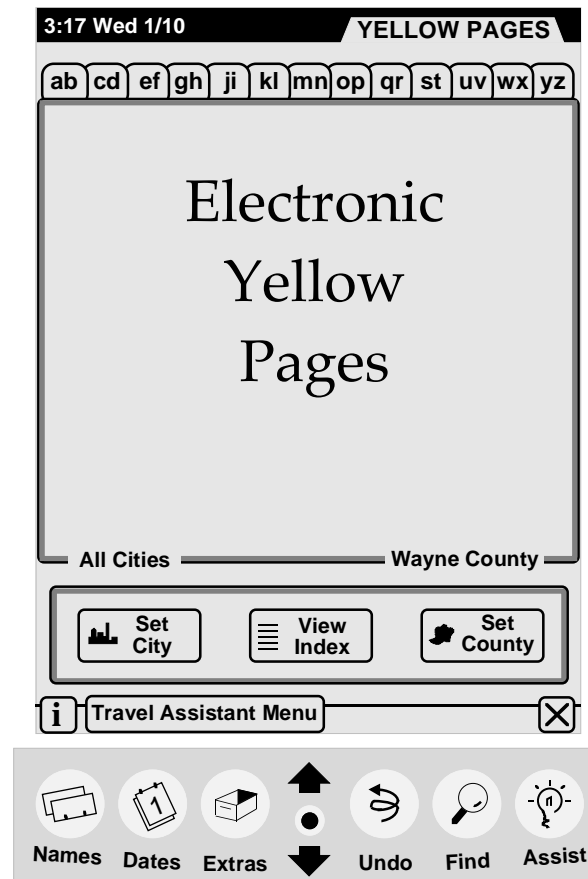 3:17 Wed 1/10 YELLOW PAGES
ab cd ef gh ji kl mn op qr st uv wx yz
Electronic
Yellow
Pages
All Cities Wayne County
Set City View Index Set County
i Travel Assistant Menu X
1
Names Dates Extras Undo Find Assist